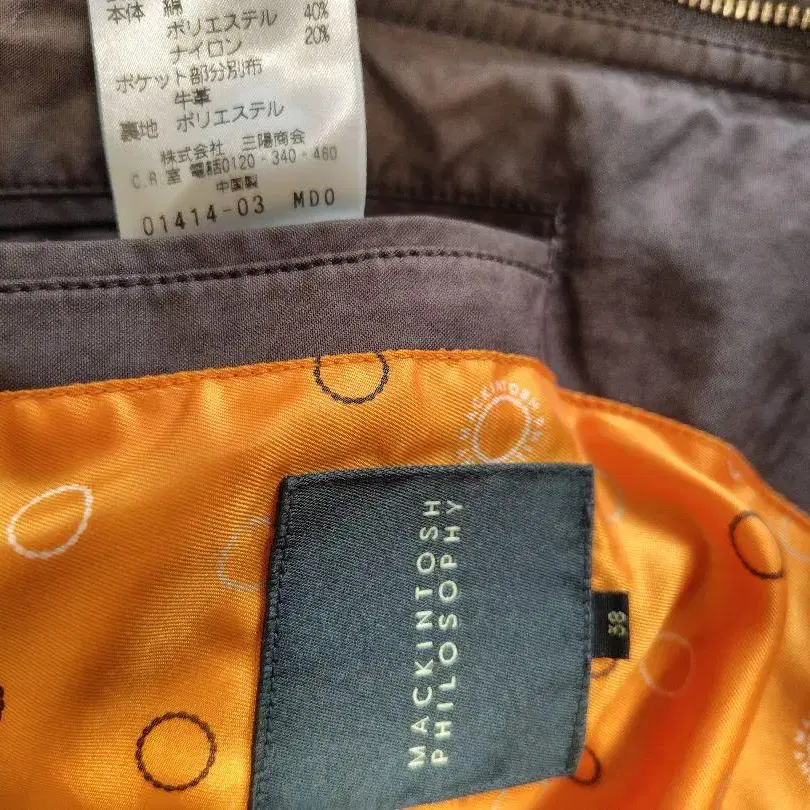 本体 綿 40%
ポリエステル 20%
ナイロン
ポケット部分別布
牛革
裏地 ポリエステル
株式会社 三陽商会
C.R室 電話0120-340-460
中国製
01414-03 MDO
MACKINTOSH
MACKINTOSH
PHILOSOPHY
38